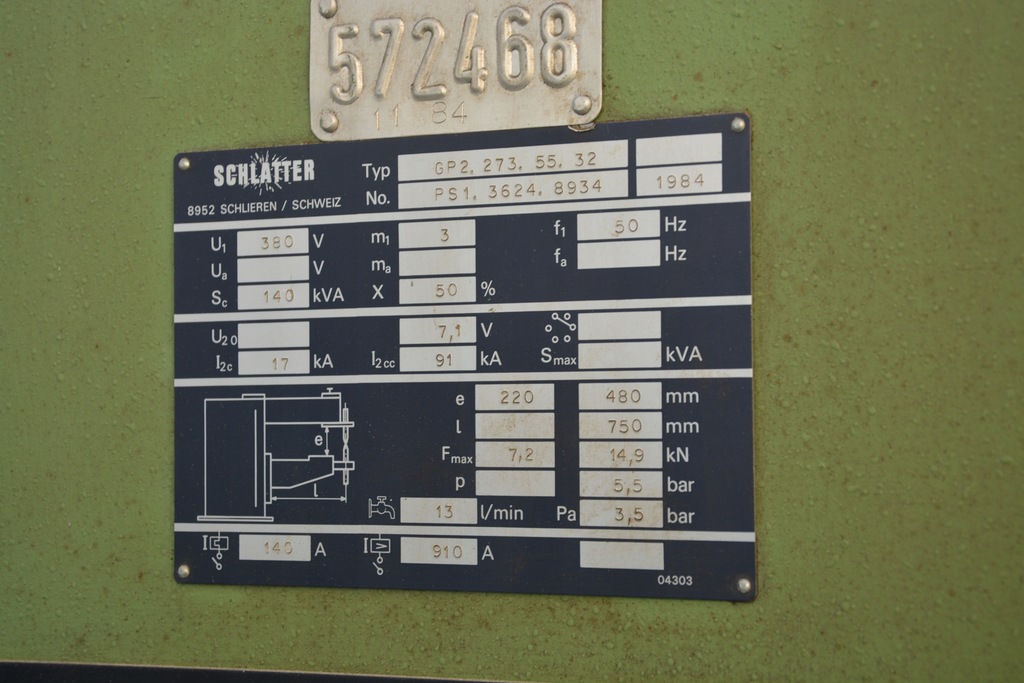 572468
11 84
SCHLATTER
8952 SCHLIEREN / SCHWEIZ
Typ GP2. 273. 55. 32
No. PS1. 3624. 8934 1984
U1 380 V m1 3 f1 50 Hz
Ua V ma fa Hz
Sc 140 kVA X 50 %
U20 7,1 V
I2c 17 kA I2cc 91 kA Smax kVA
e 220 480 mm
l 750 mm
Fmax 7,2 14,9 kN
p 5,5 bar
13 l/min Pa 3,5 bar
e
l
I 140 A I 910 A
04303